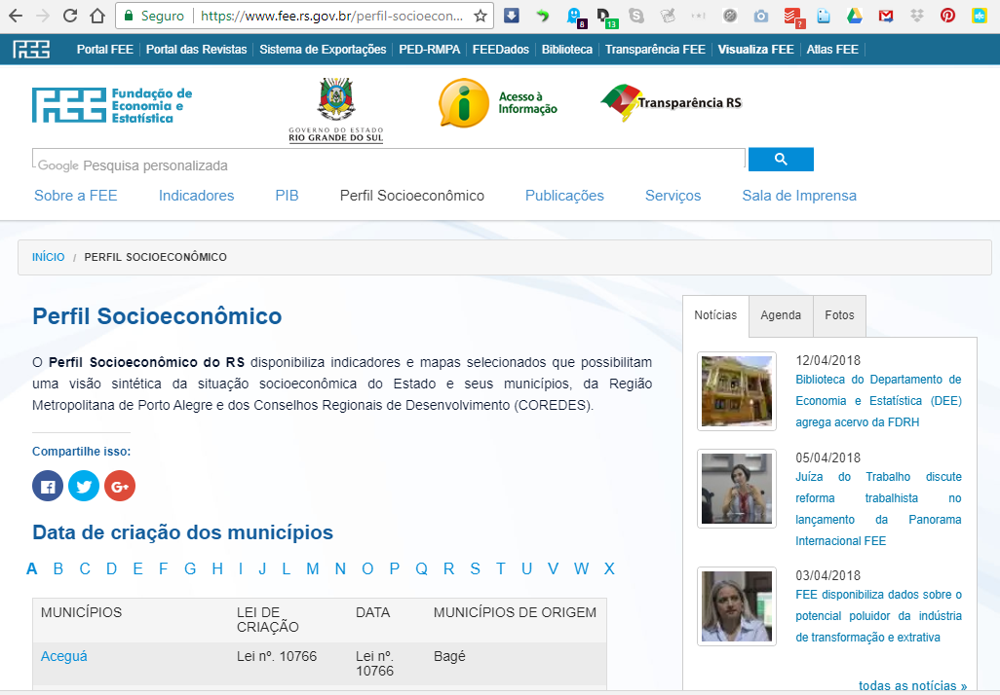 Seguro https://www.fee.rs.gov.br/perfil-socioecon...
8
13
?
FEE Portal FEE Portal das Revistas Sistema de Exportações PED-RMPA FEEDados Biblioteca Transparência FEE Visualiza FEE Atlas FEE
FEE Fundação de
Economia e
Estatística
GOVERNO DO ESTADO
RIO GRANDE DO SUL
Acesso à
Informação
Transparência RS
Google Pesquisa personalizada
Sobre a FEE Indicadores PIB Perfil Socioeconômico Publicações Serviços Sala de Imprensa
INÍCIO / PERFIL SOCIOECONÔMICO
Perfil Socioeconômico
O Perfil Socioeconômico do RS disponibiliza indicadores e mapas selecionados que possibilitam
uma visão sintética da situação socioeconômica do Estado e seus municípios, da Região
Metropolitana de Porto Alegre e dos Conselhos Regionais de Desenvolvimento (COREDES).
Compartilhe isso:
G+
Data de criação dos municípios
A B C D E F G H I J L M N O P Q R S T U V W X
MUNICÍPIOS LEI DE CRIAÇÃO DATA MUNICÍPIOS DE ORIGEM
Aceguá Lei nº. 10766 Lei nº. 10766 Bagé
Notícias Agenda Fotos
12/04/2018
Biblioteca do Departamento de
Economia e Estatística (DEE)
agrega acervo da FDRH
05/04/2018
Juíza do Trabalho discute
reforma trabalhista no
lançamento da Panorama
Internacional FEE
03/04/2018
FEE disponibiliza dados sobre o
potencial poluidor da indústria
de transformação e extrativa
todas as notícias »